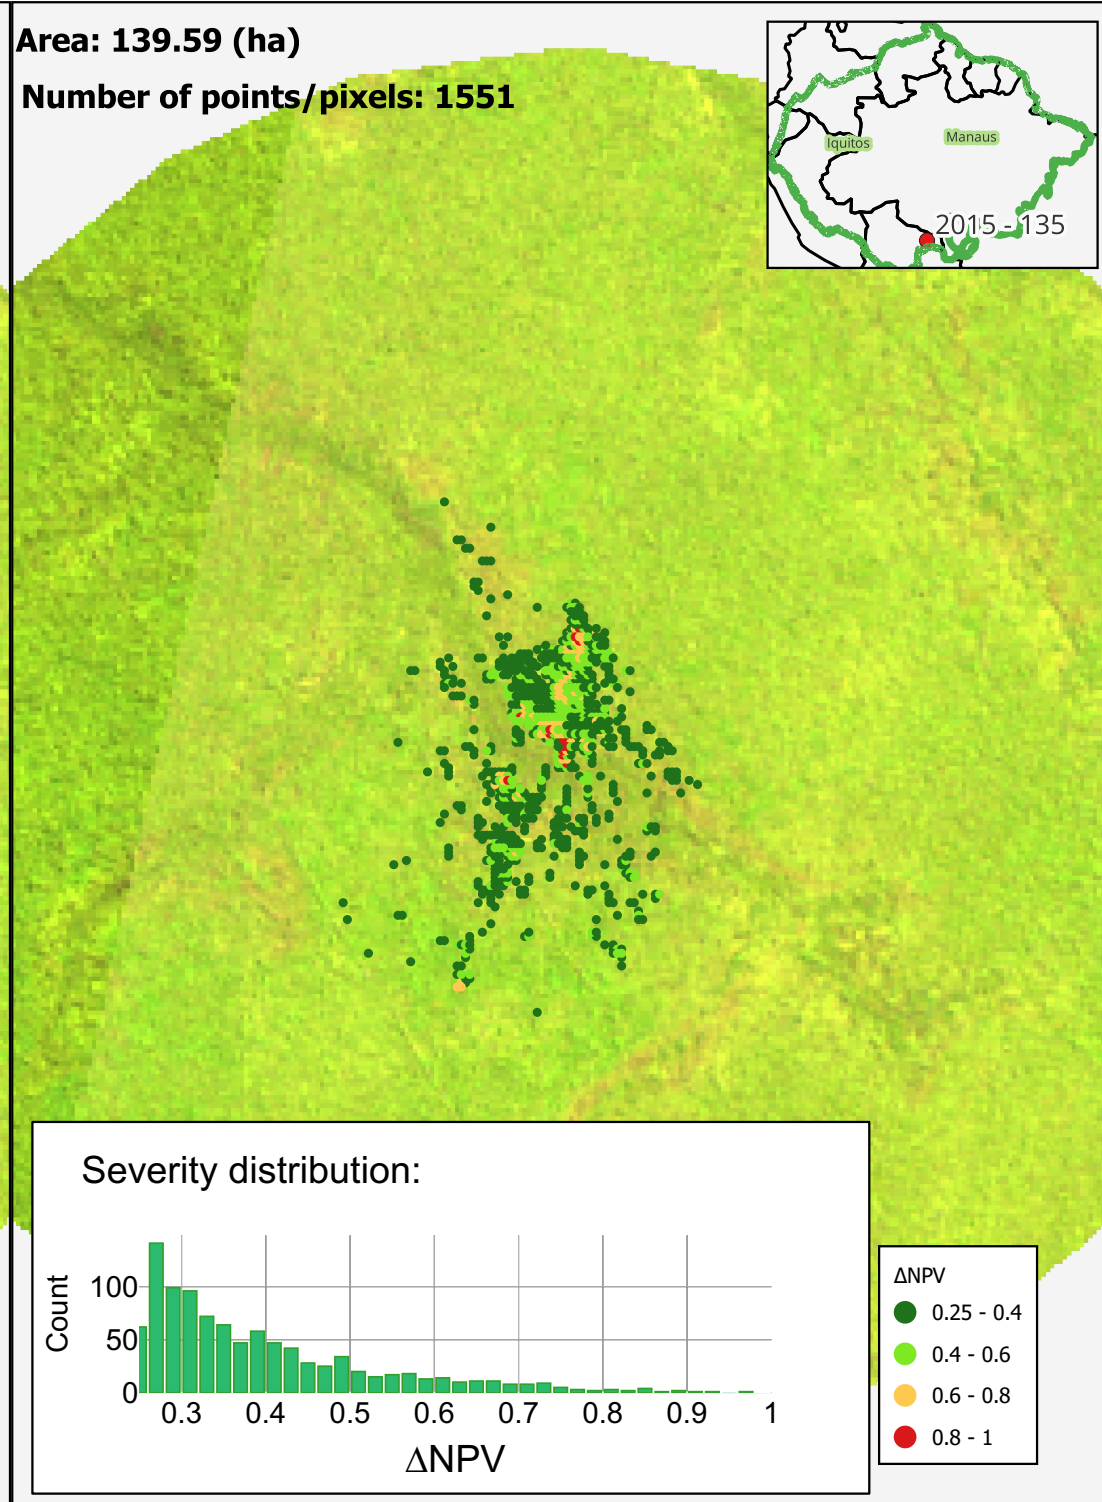 Area: 139.59 (ha)
Number of points/pixels: 1551
Iquitos
Manaus
2015 - 135
Severity distribution:
Count
100
50
0
0.3 0.4 0.5 0.6 0.7 0.8 0.9 1
ΔNPV
ΔNPV
0.25 - 0.4
0.4 - 0.6
0.6 - 0.8
0.8 - 1